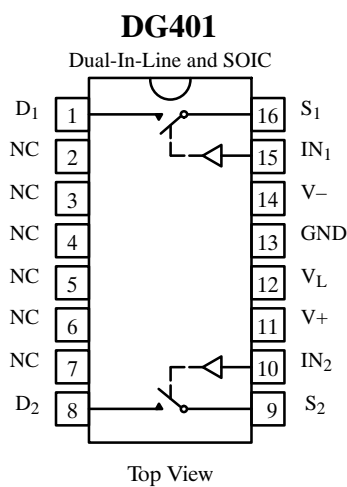 DG401
Dual-In-Line and SOIC
D1 1 16 S1
NC 2 15 IN1
NC 3 14 V−
NC 4 13 GND
NC 5 12 VL
NC 6 11 V+
NC 7 10 IN2
D2 8 9 S2
Top View